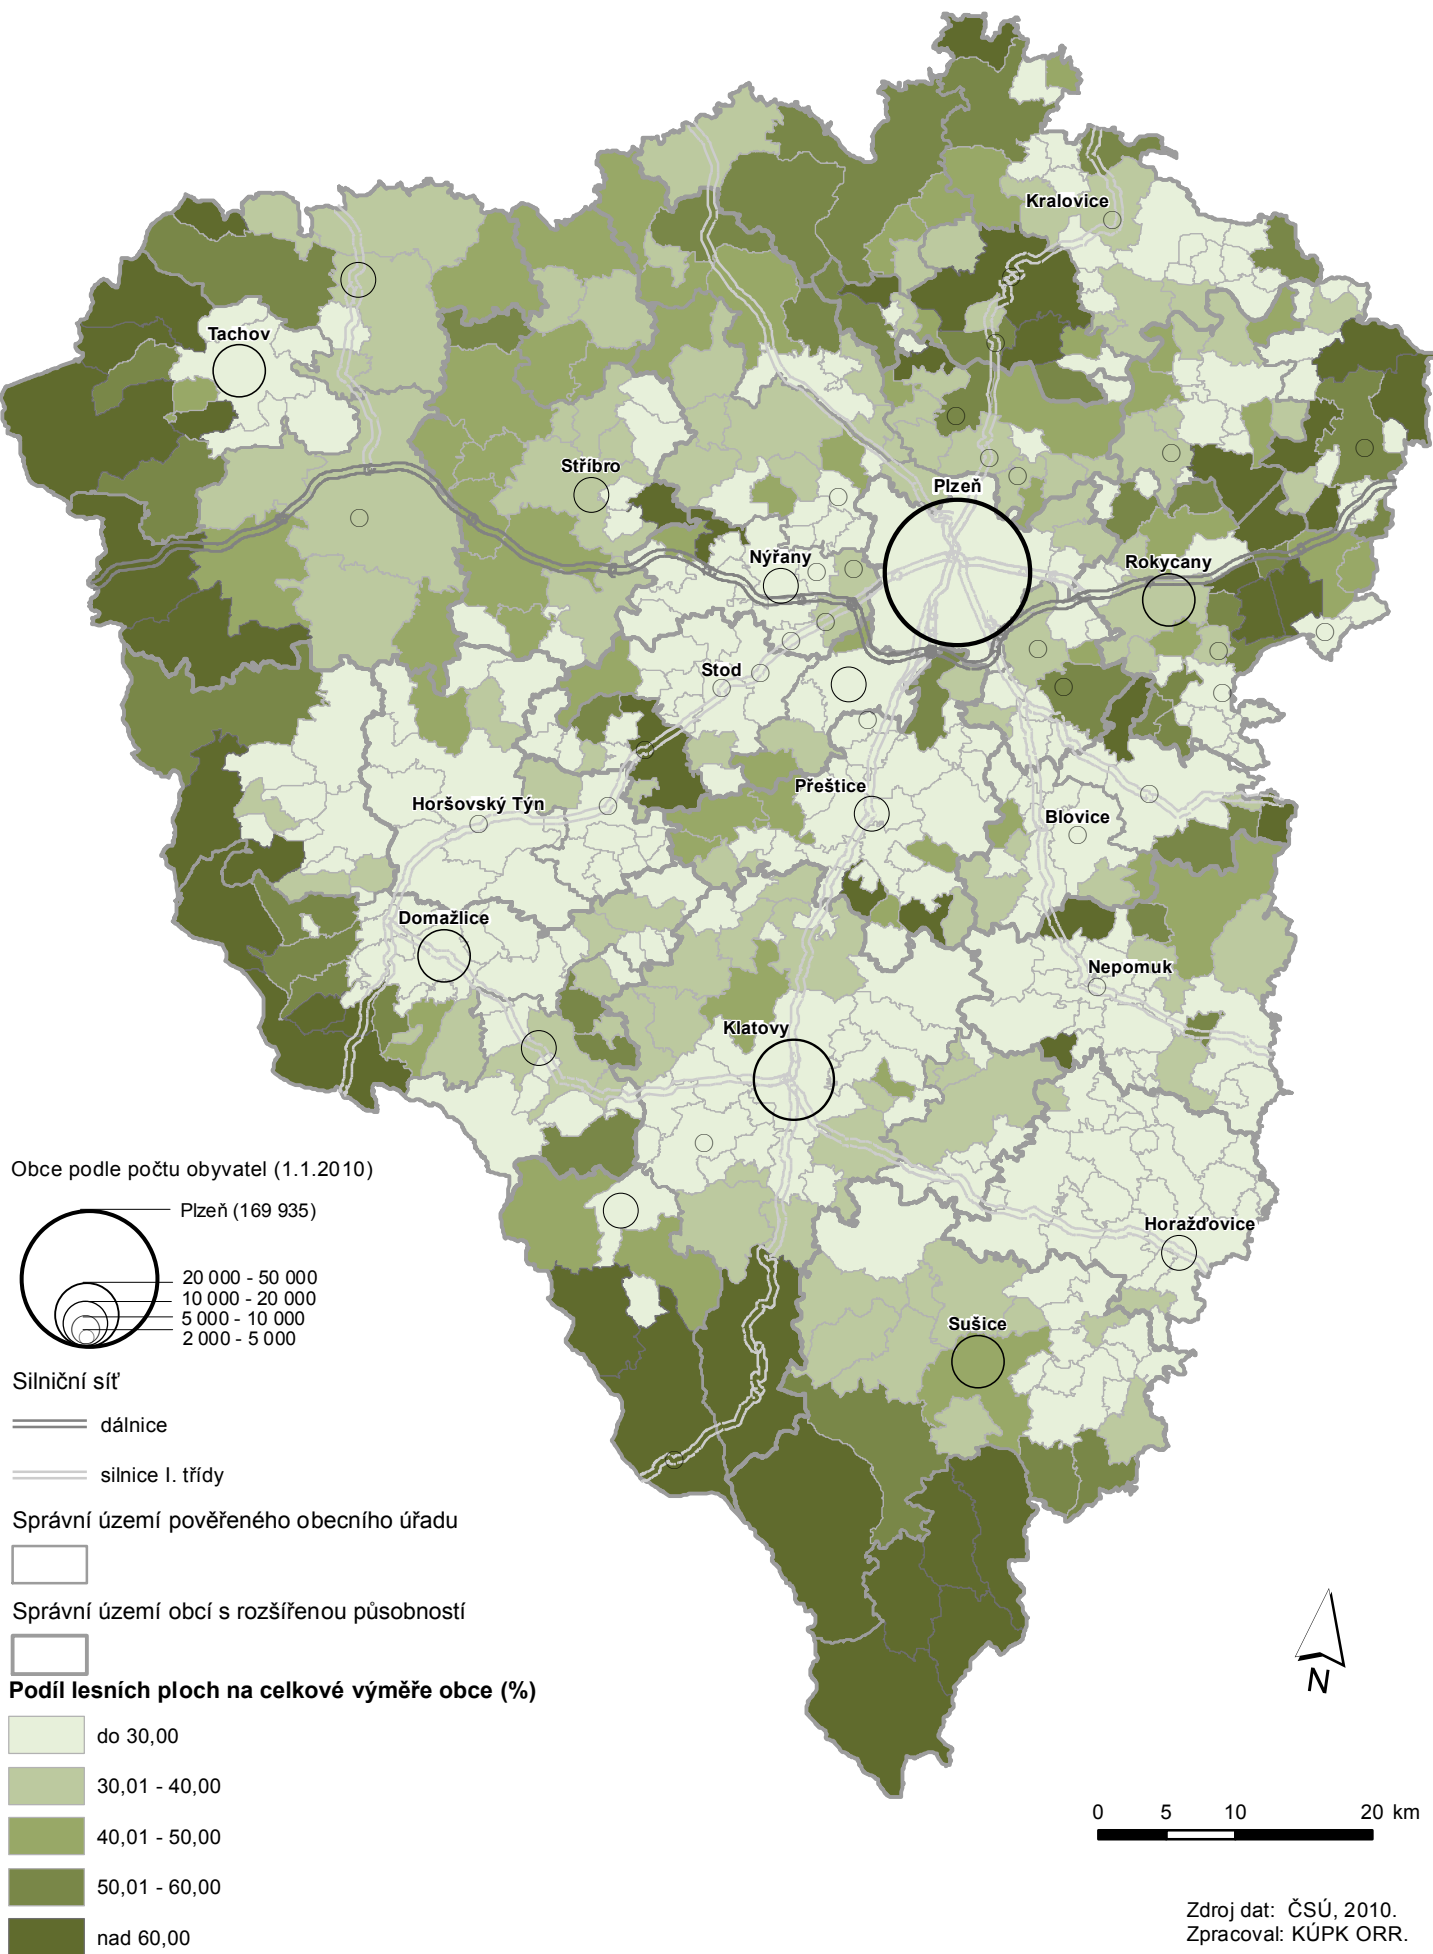 Kralovice
Tachov
Stříbro
Plzeň
Nýřany
Rokycany
Stod
Přeštice
Horšovský Týn
Blovice
Domažlice
Nepomuk
Klatovy
Horažďovice
Sušice
Obce podle počtu obyvatel (1.1.2010)
Plzeň (169 935)
20 000 - 50 000
10 000 - 20 000
5 000 - 10 000
2 000 - 5 000
Silniční síť
dálnice
silnice I. třídy
Správní území pověřeného obecního úřadu
Správní území obcí s rozšířenou působností
Podíl lesních ploch na celkové výměře obce (%)
do 30,00
30,01 - 40,00
40,01 - 50,00
50,01 - 60,00
nad 60,00
N
0 5 10 20 km
Zdroj dat: ČSÚ, 2010.
Zpracoval: KÚPK ORR.